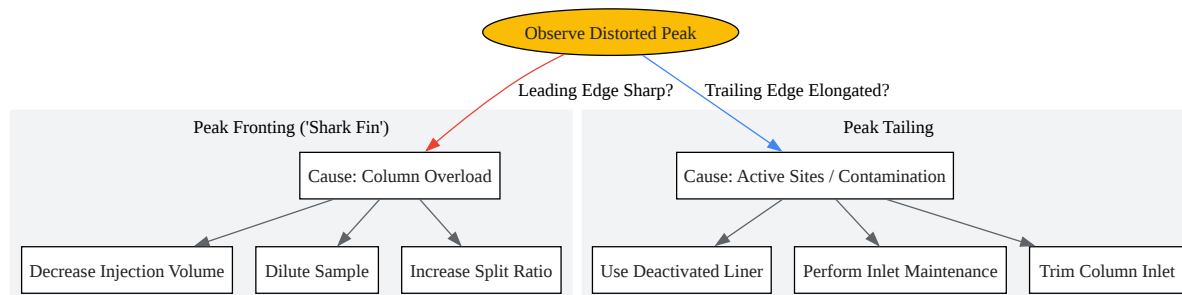 Observe Distorted Peak
Leading Edge Sharp?
Trailing Edge Elongated?
Peak Fronting ('Shark Fin')
Peak Tailing
Cause: Column Overload
Cause: Active Sites / Contamination
Decrease Injection Volume
Dilute Sample
Increase Split Ratio
Use Deactivated Liner
Perform Inlet Maintenance
Trim Column Inlet